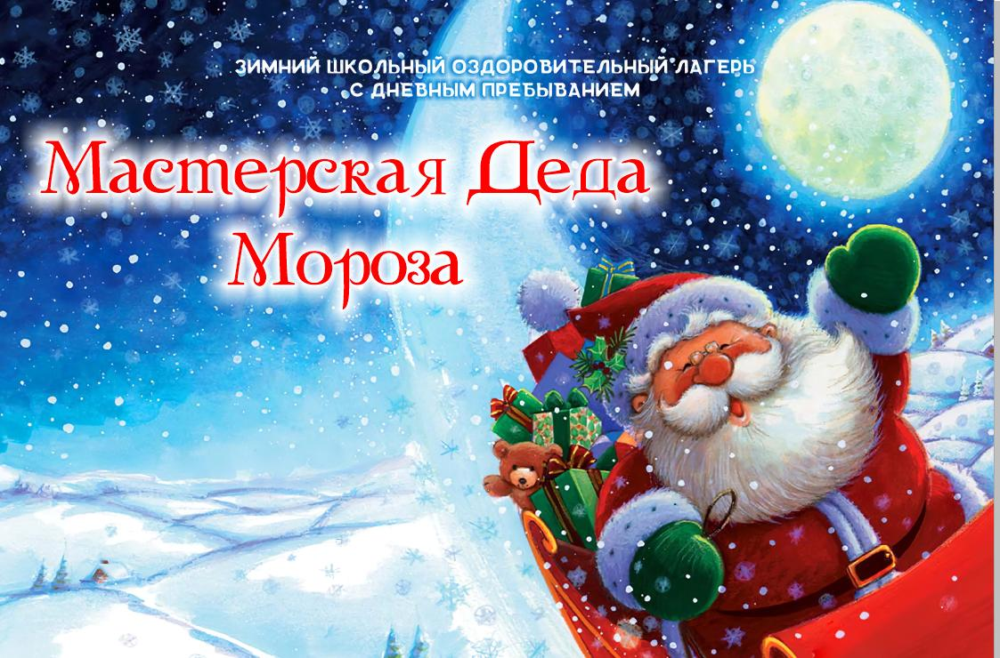 ЗИМНИЙ ШКОЛЬНЫЙ ОЗДОРОВИТЕЛЬНЫЙ ЛАГЕРЬ
С ДНЕВНЫМ ПРЕБЫВАНИЕМ
Мастерская Деда
Мороза